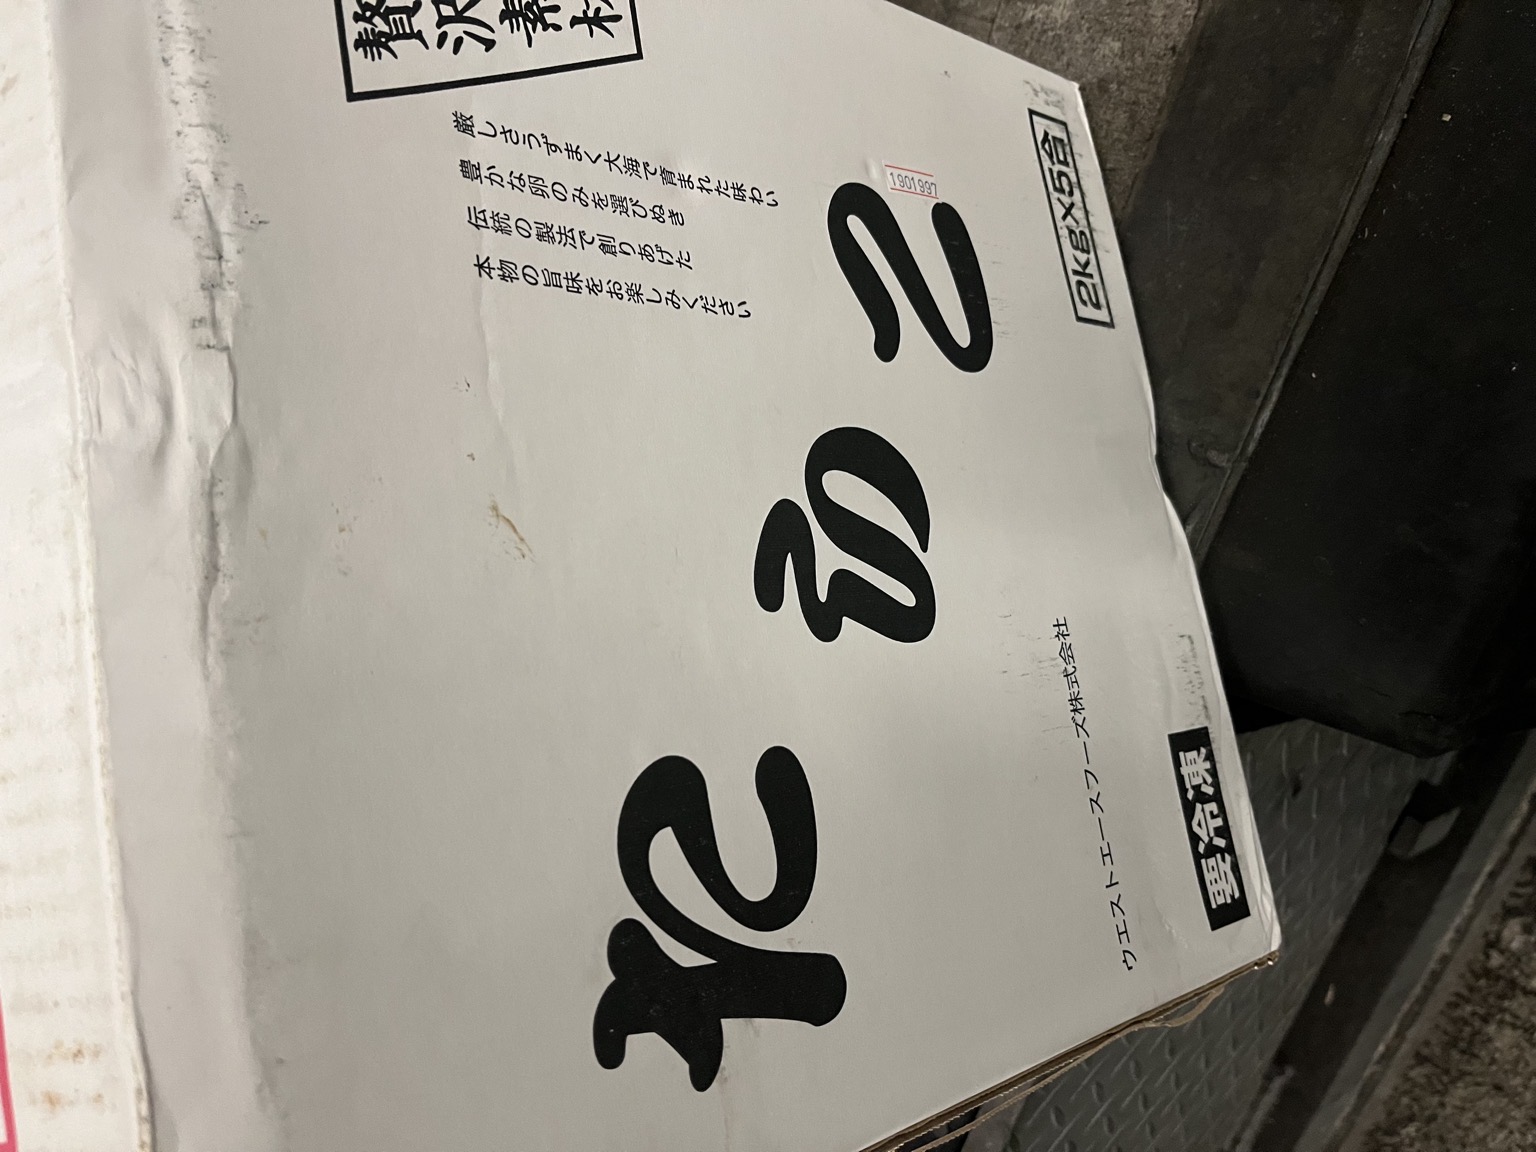 贅沢素材
厳しさうずまく大海で育まれた味わい
豊かな卵のみを選びぬき
伝統の製法で創りあげた
本物の旨味をお楽しみください
たらこ
1901997
2kg×5合
ウエストエースフーズ株式会社
要冷凍